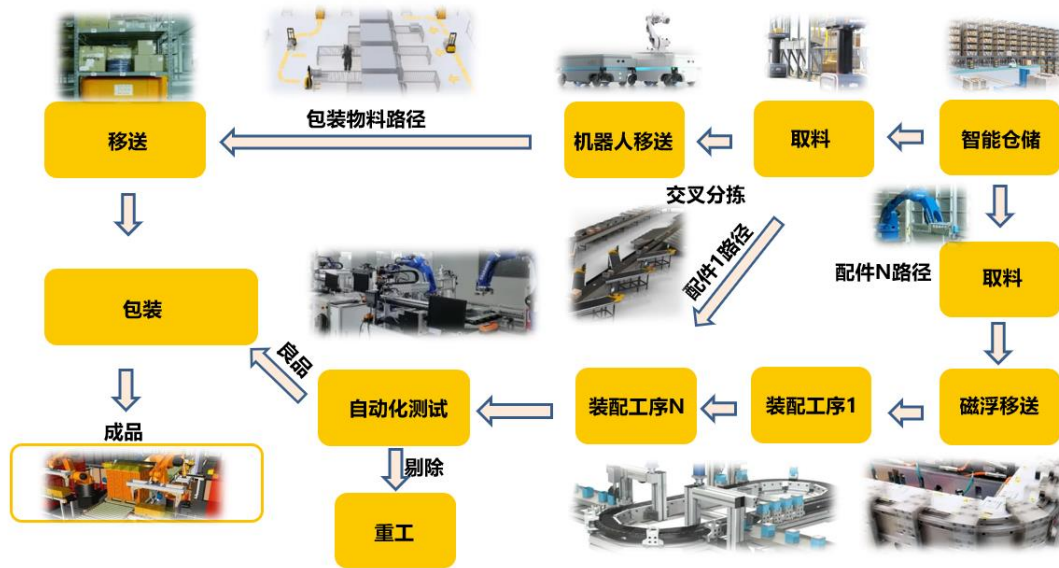 包装物料路径
移送
机器人移送
取料
智能仓储
交叉分拣
配件1路径
配件N路径
取料
包装
良品
自动化测试
装配工序N
装配工序1
磁浮移送
成品
剔除
重工